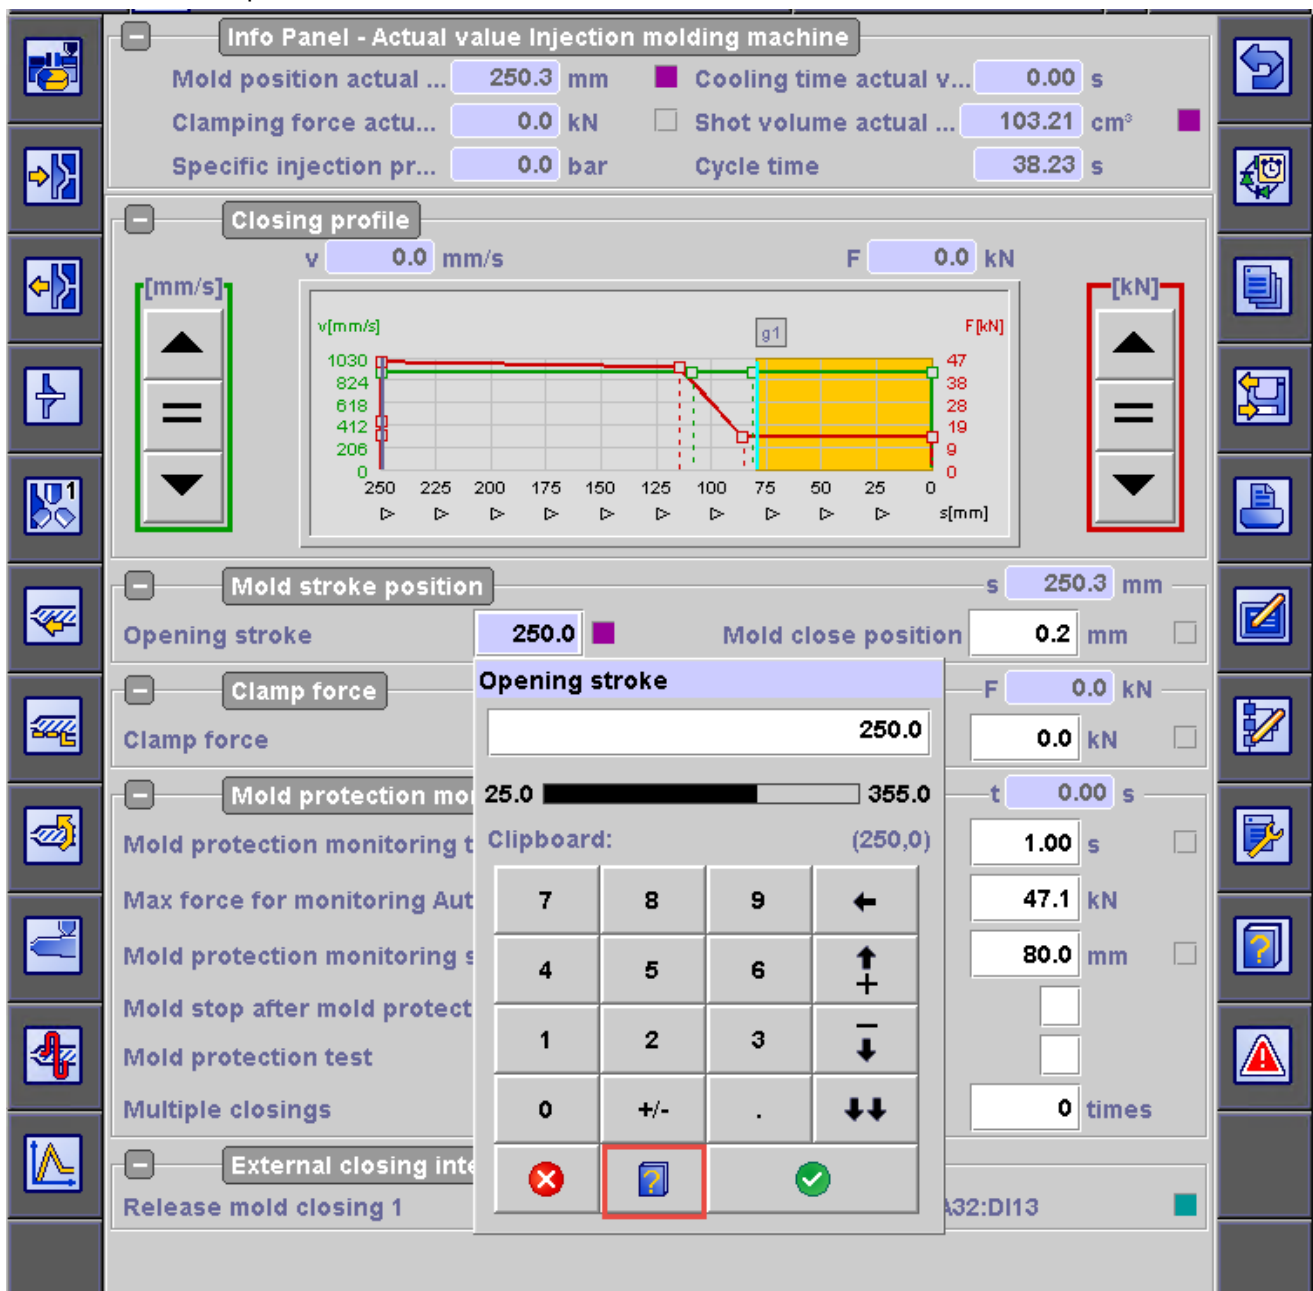 Info Panel - Actual value Injection molding machine
Mold position actual ... 250.3 mm Cooling time actual v... 0.00 s
Clamping force actu... 0.0 kN Shot volume actual ... 103.21 cm³
Specific injection pr... 0.0 bar Cycle time 38.23 s
Closing profile
v 0.0 mm/s F 0.0 kN
[mm/s] [kN]
v[mm/s] g1 F[kN]
1030 47
824 38
618 28
412 19
206 9
0 0
250 225 200 175 150 125 100 75 50 25 0
s[mm]
1
Mold stroke position s 250.3 mm
Opening stroke 250.0 Mold close position 0.2 mm
Opening stroke
Clamp force F 0.0 kN
250.0
Clamp force 0.0 kN
Mold protection mo t 0.00 s
25.0 355.0
Mold protection monitoring t 1.00 s
Clipboard: (250,0)
Max force for monitoring Aut 47.1 kN
7 8 9
Mold protection monitoring s 80.0 mm
4 5 6 +
Mold stop after mold protect
1 2 3 –
Mold protection test
Multiple closings 0 times
0 +/- .
External closing inte
Release mold closing 1 A32:DI13